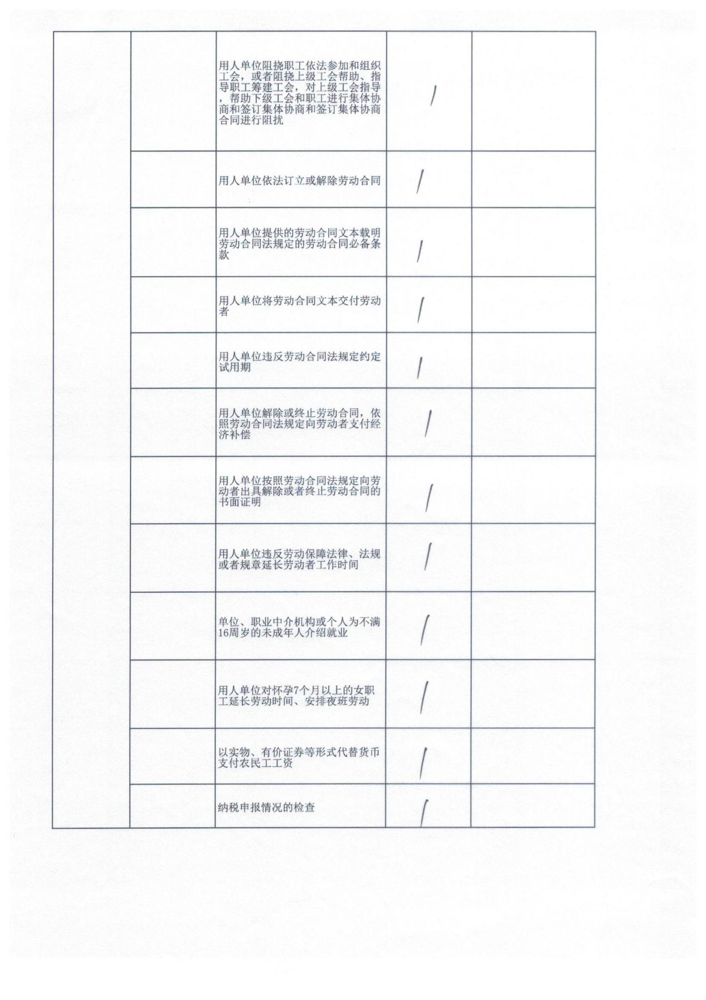 用人单位阻挠职工依法参加和组织
工会，或者阻挠上级工会帮助、指
导职工筹建工会，对上级工会指导
，帮助下级工会和职工进行集体协
商和签订集体协商和签订集体协商
合同进行阻扰
/
用人单位依法订立或解除劳动合同
/
用人单位提供的劳动合同文本载明
劳动合同法规定的劳动合同必备条
款
/
用人单位将劳动合同文本交付劳动
者
/
用人单位违反劳动合同法规定约定
试用期
/
用人单位解除或终止劳动合同，依
照劳动合同法规定向劳动者支付经
济补偿
/
用人单位按照劳动合同法规定向劳
动者出具解除或者终止劳动合同的
书面证明
/
用人单位违反劳动保障法律、法规
或者规章延长劳动者工作时间
/
单位、职业中介机构或个人为不满
16周岁的未成年人介绍就业
/
用人单位对怀孕7个月以上的女职
工延长劳动时间、安排夜班劳动
/
以实物、有价证券等形式代替货币
支付农民工工资
/
纳税申报情况的检查
/